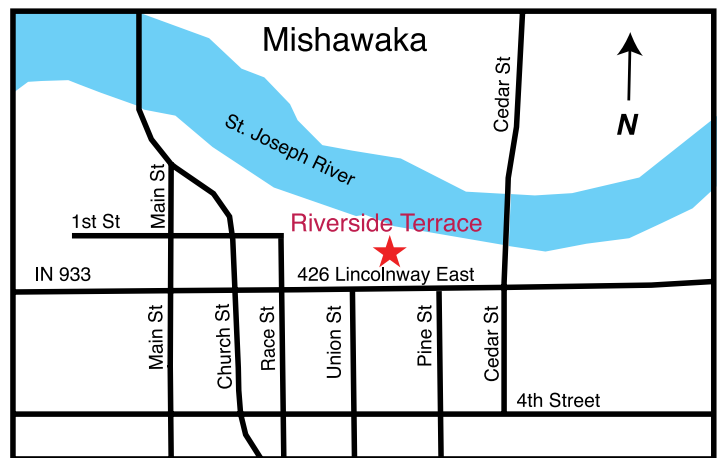 Mishawaka
Cedar St
N
St. Joseph River
Main St
1st St
Riverside Terrace
IN 933
426 Lincolnway East
Main St
Church St
Race St
Union St
Pine St
Cedar St
4th Street